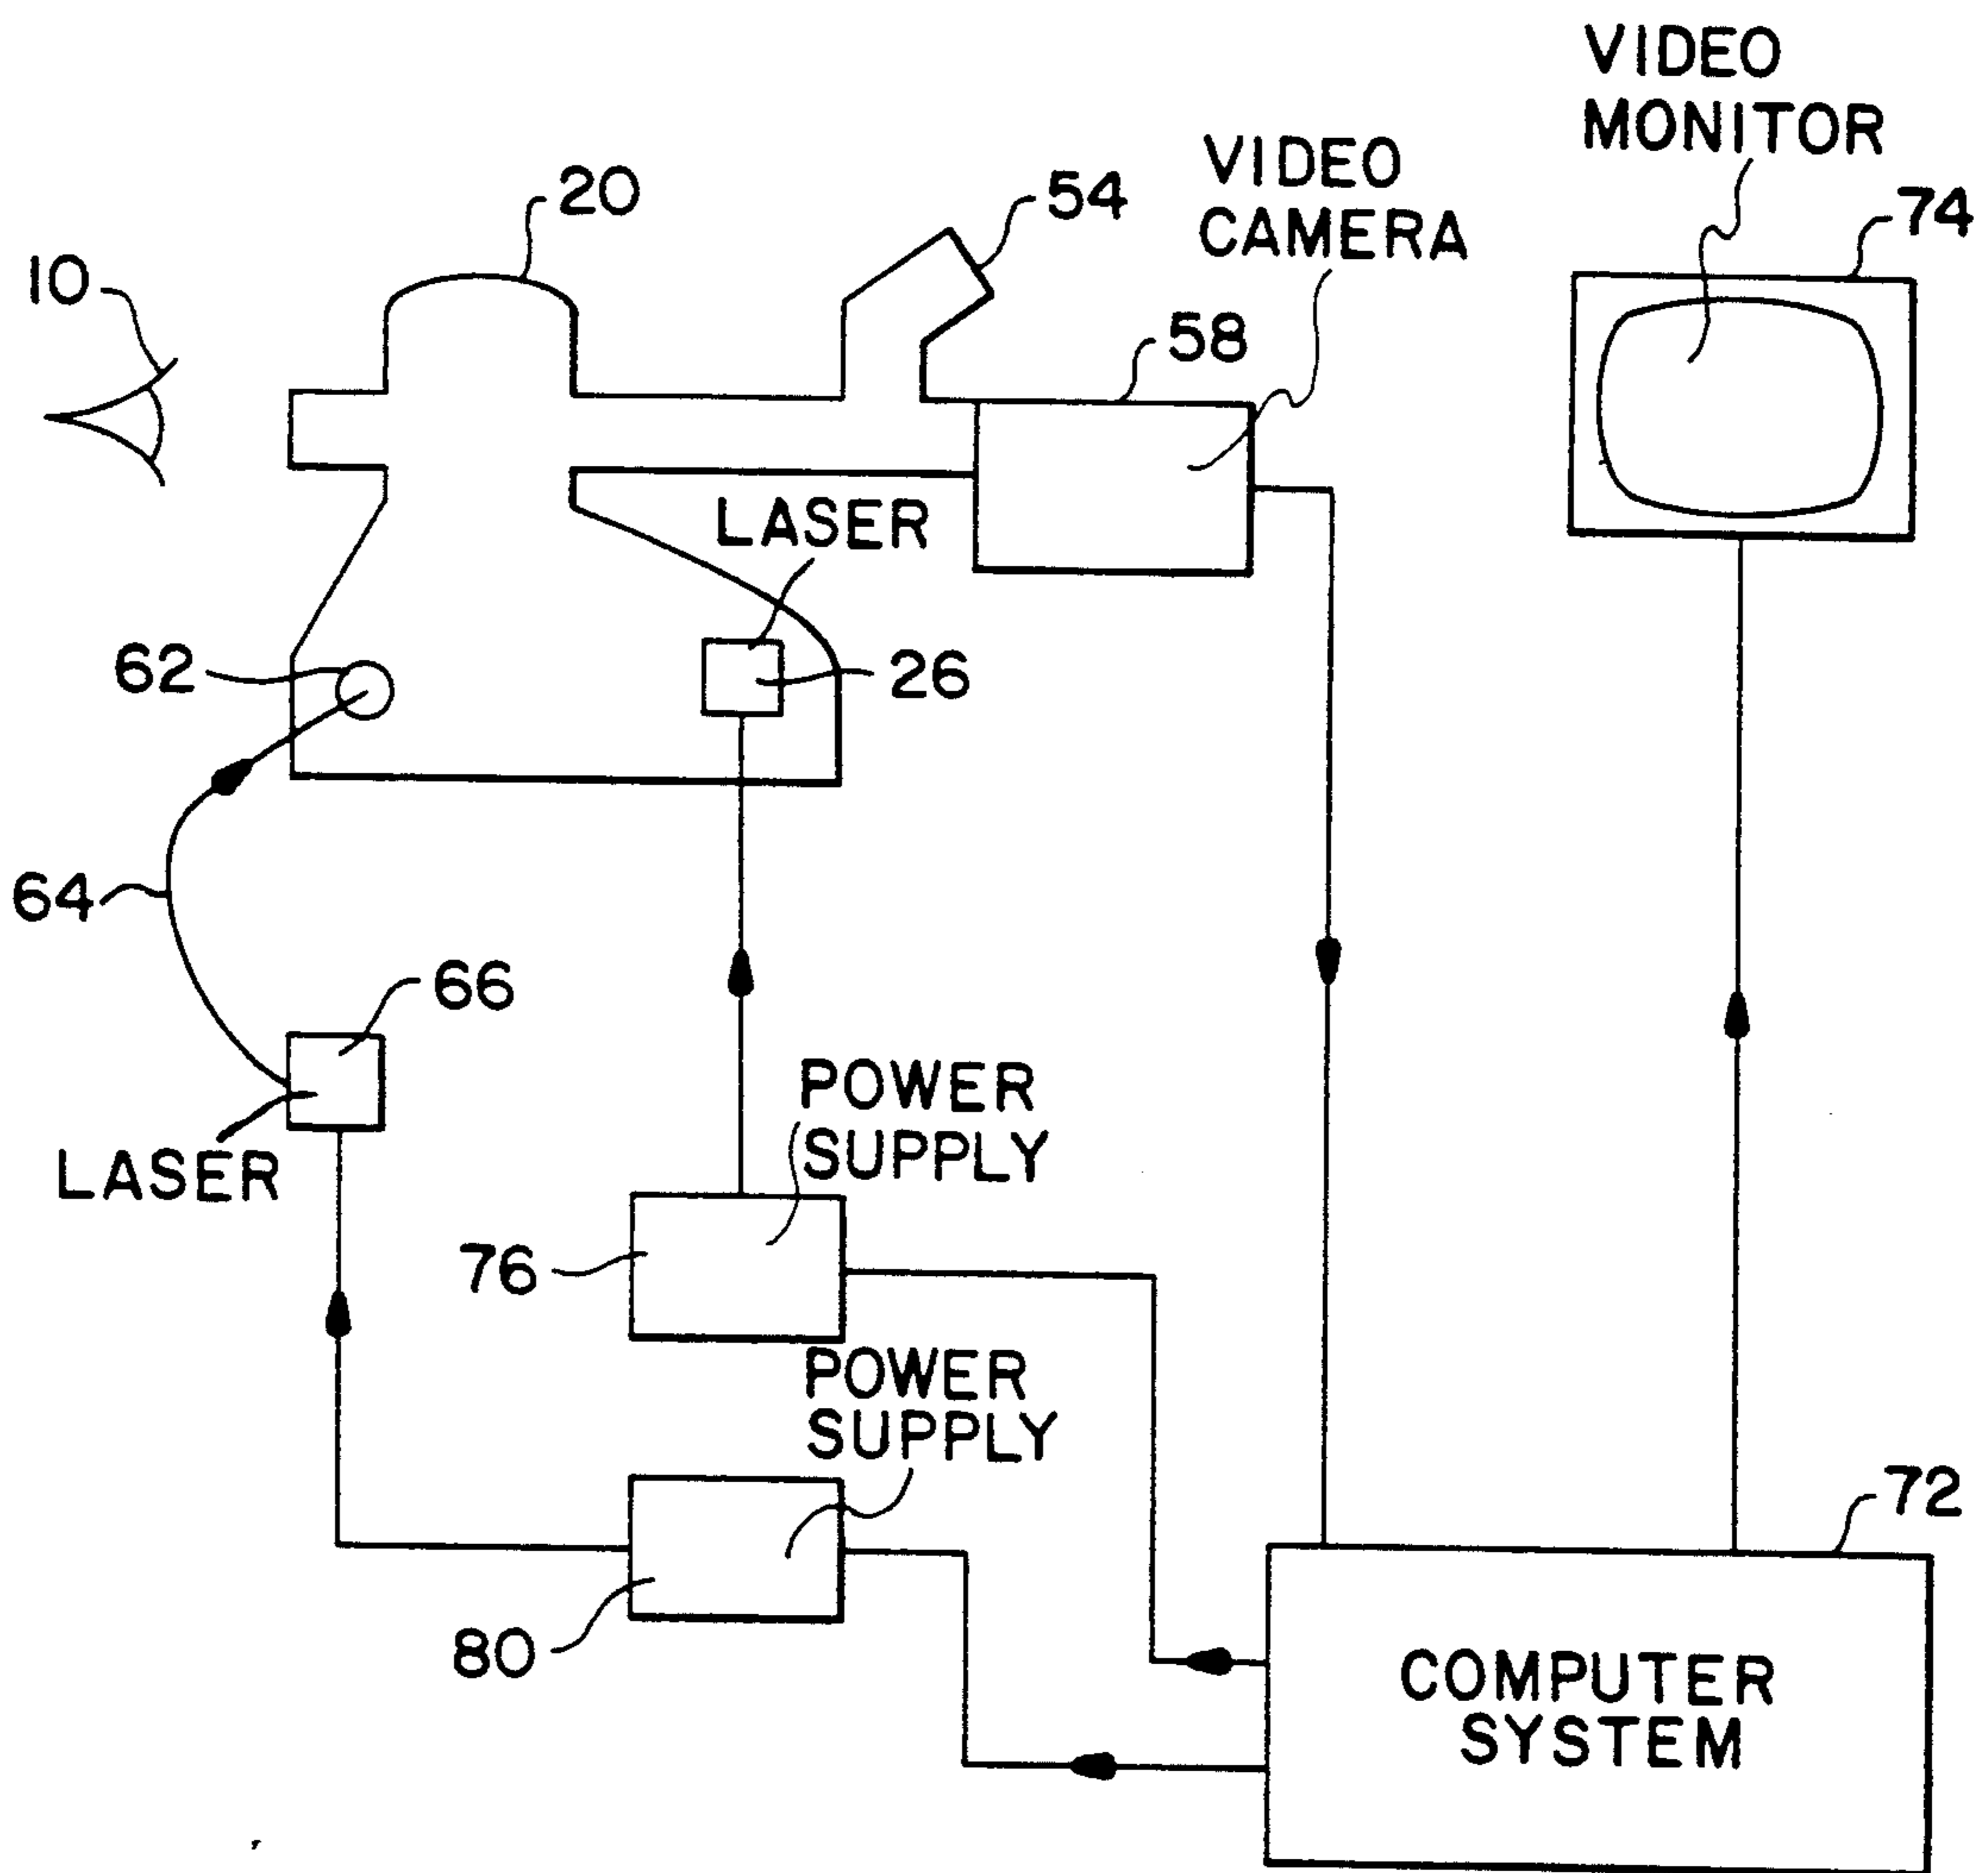 VIDEO
MONITOR
VIDEO
CAMERA
20
54
74
10
58
LASER
62
26
64
66
POWER
SUPPLY
LASER
76
POWER
SUPPLY
72
80
COMPUTER
SYSTEM